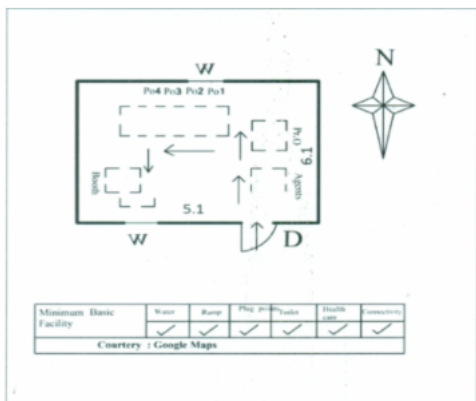 N
W
Po4 Po3 Po2 Po1
Pr.O
6.1
Booth
Agents
5.1
W
D
Minimum Basic Facility
Water
Ramp
Plug points
Toilet
Health care
Connectivity
Courtery : Google Maps